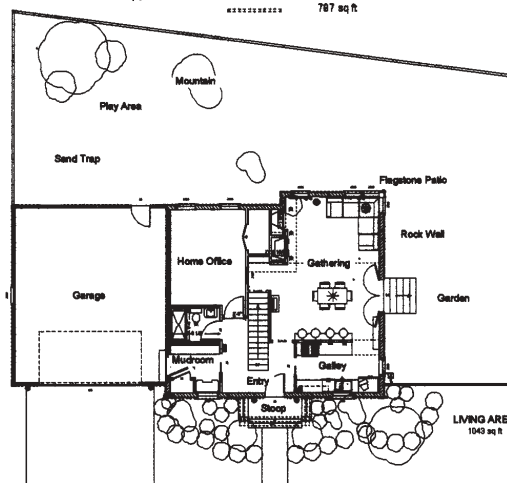 787 sq ft
Mountain
Play Area
Sand Trap
Flagstone Patio
Rock Wall
Home Office
Gathering
Garage
Garden
Mudroom
Galley
Entry
Stoop
LIVING ARE
1043 sq ft